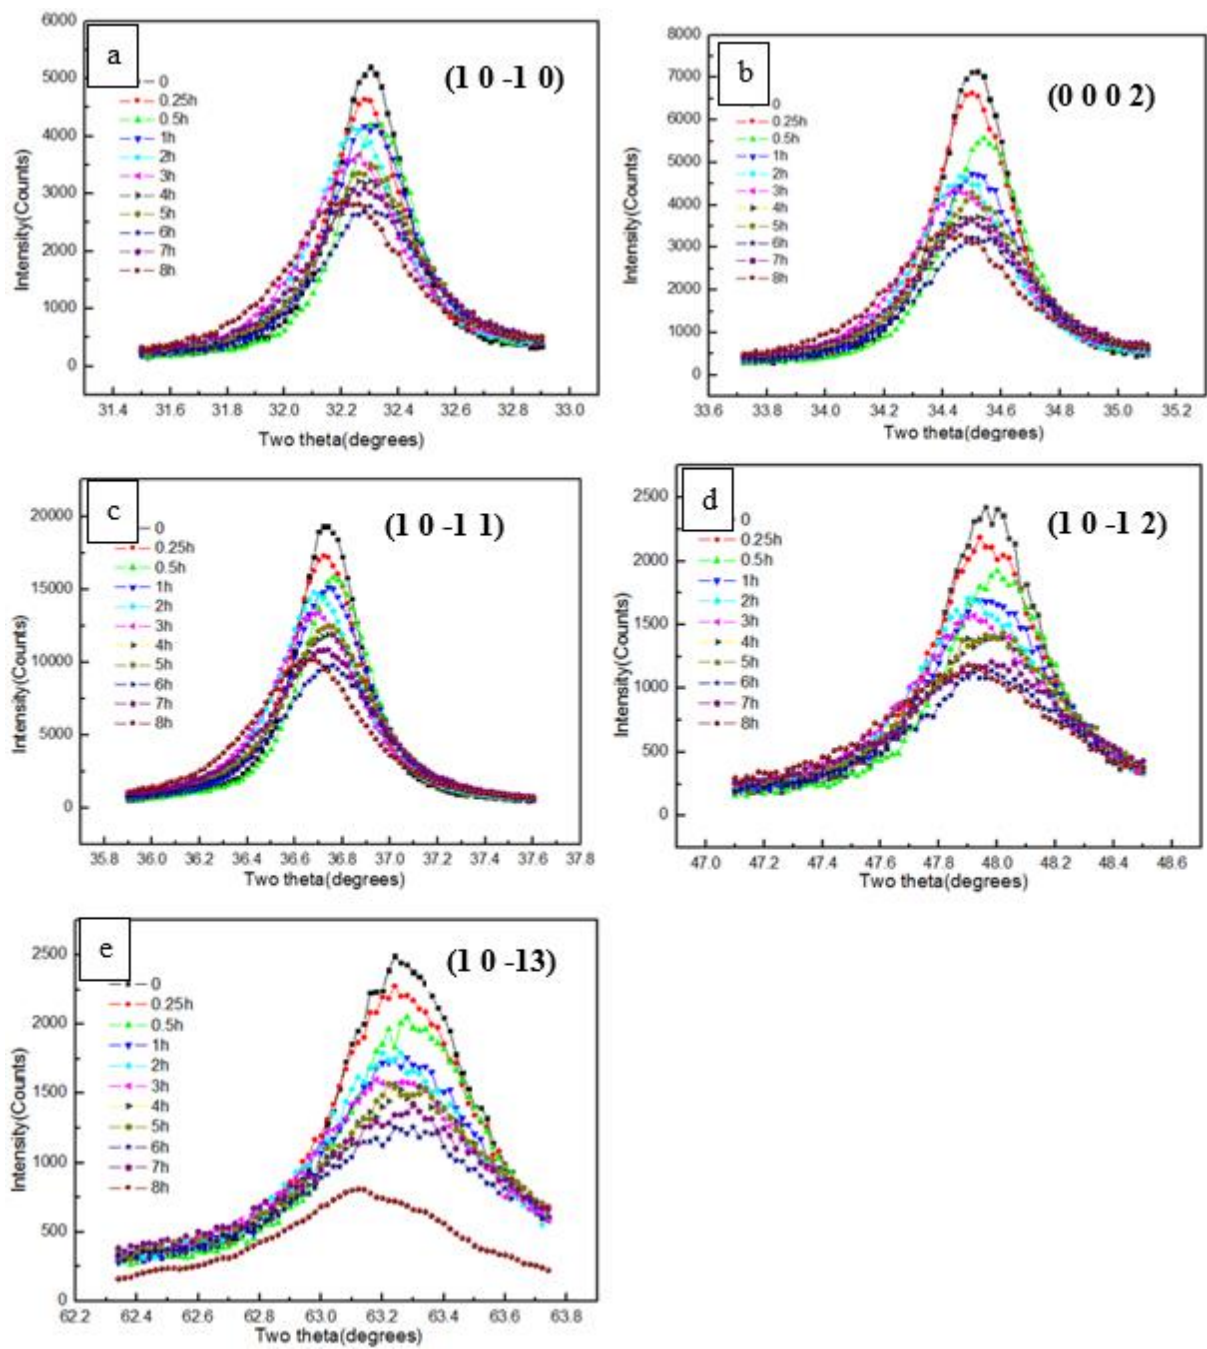 a
(1 0 -1 0)
6000
5000
4000
3000
2000
1000
0
Intensity(Counts)
0
0.25h
0.5h
1h
2h
3h
4h
5h
6h
7h
8h
31.4 31.6 31.8 32.0 32.2 32.4 32.6 32.8 33.0
Two theta(degrees)
b
(0 0 0 2)
8000
7000
6000
5000
4000
3000
2000
1000
0
Intensity(Counts)
0
0.25h
0.5h
1h
2h
3h
4h
5h
6h
7h
8h
33.6 33.8 34.0 34.2 34.4 34.6 34.8 35.0 35.2
Two theta(degrees)
c
(1 0 -1 1)
20000
15000
10000
5000
0
Intensity(Counts)
0
0.25h
0.5h
1h
2h
3h
4h
5h
6h
7h
8h
35.8 36.0 36.2 36.4 36.6 36.8 37.0 37.2 37.4 37.6 37.8
Two theta(degrees)
d
(1 0 -1 2)
2500
2000
1500
1000
500
0
Intensity(Counts)
0
0.25h
0.5h
1h
2h
3h
4h
5h
6h
7h
8h
47.0 47.2 47.4 47.6 47.8 48.0 48.2 48.4 48.6
Two theta(degrees)
e
(1 0 -13)
2500
2000
1500
1000
500
0
Intensity(Counts)
0
0.25h
0.5h
1h
2h
3h
4h
5h
6h
7h
8h
62.2 62.4 62.6 62.8 63.0 63.2 63.4 63.6 63.8
Two theta(degrees)